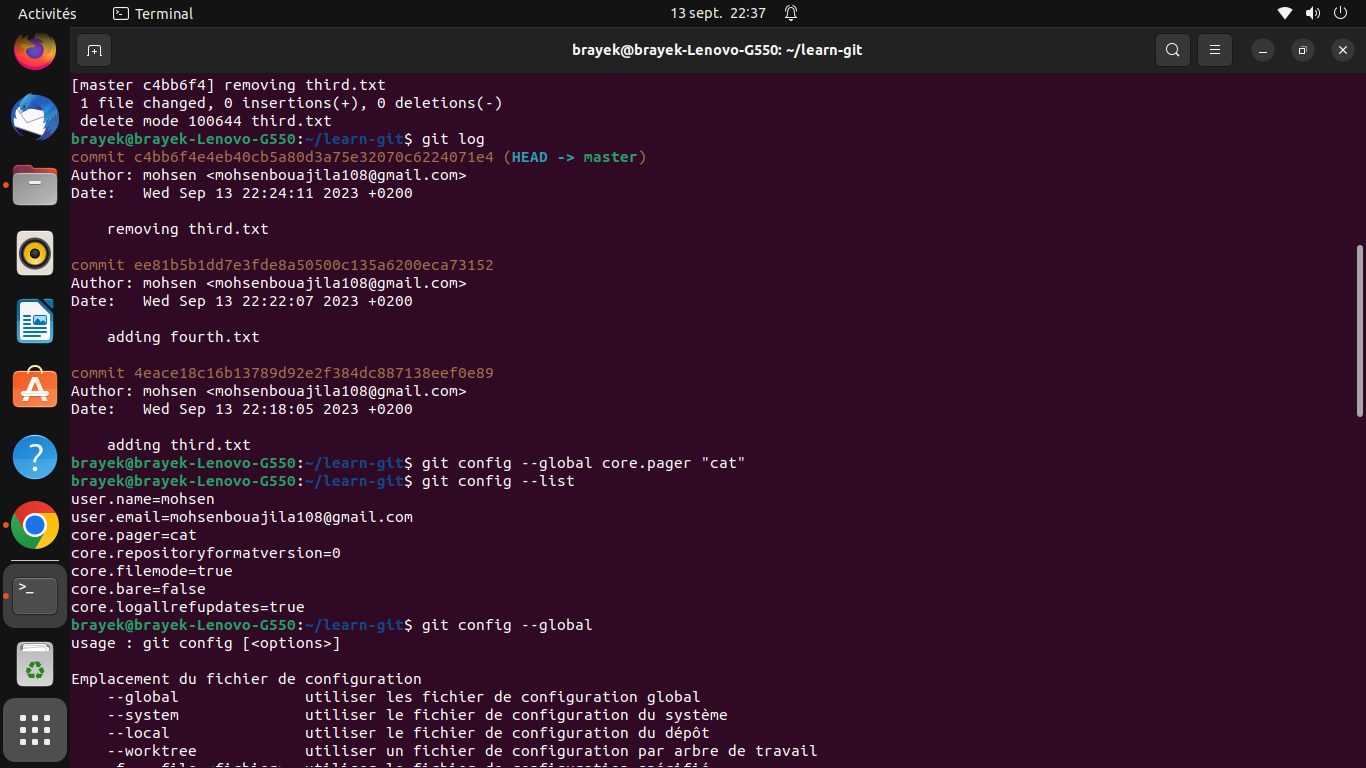 Activités Terminal 13 sept. 22:37
brayek@brayek-Lenovo-G550: ~/learn-git
[master c4bb6f4] removing third.txt
 1 file changed, 0 insertions(+), 0 deletions(-)
 delete mode 100644 third.txt
brayek@brayek-Lenovo-G550:~/learn-git$ git log
commit c4bb6f4e4eb40cb5a80d3a75e32070c6224071e4 (HEAD -> master)
Author: mohsen <mohsenbouajila108@gmail.com>
Date:   Wed Sep 13 22:24:11 2023 +0200
    removing third.txt
commit ee81b5b1dd7e3fde8a50500c135a6200eca73152
Author: mohsen <mohsenbouajila108@gmail.com>
Date:   Wed Sep 13 22:22:07 2023 +0200
    adding fourth.txt
commit 4eace18c16b13789d92e2f384dc887138eef0e89
Author: mohsen <mohsenbouajila108@gmail.com>
Date:   Wed Sep 13 22:18:05 2023 +0200
    adding third.txt
brayek@brayek-Lenovo-G550:~/learn-git$ git config --global core.pager "cat"
brayek@brayek-Lenovo-G550:~/learn-git$ git config --list
user.name=mohsen
user.email=mohsenbouajila108@gmail.com
core.pager=cat
core.repositoryformatversion=0
core.filemode=true
core.bare=false
core.logallrefupdates=true
brayek@brayek-Lenovo-G550:~/learn-git$ git config --global
usage : git config [<options>]
Emplacement du fichier de configuration
    --global              utiliser les fichier de configuration global
    --system              utiliser le fichier de configuration du système
    --local               utiliser le fichier de configuration du dépôt
    --worktree            utiliser un fichier de configuration par arbre de travail